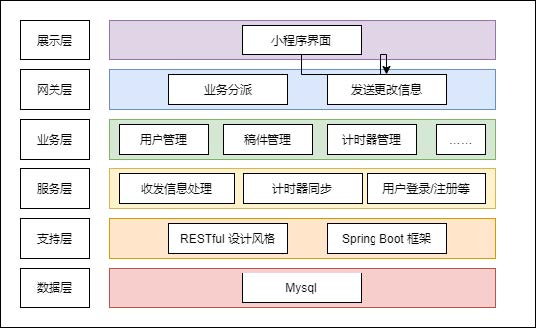 展示层
小程序界面
网关层
业务分派
发送更改信息
业务层
用户管理
稿件管理
计时器管理
……
服务层
收发信息处理
计时器同步
用户登录/注册等
支持层
RESTful 设计风格
Spring Boot 框架
数据层
Mysql